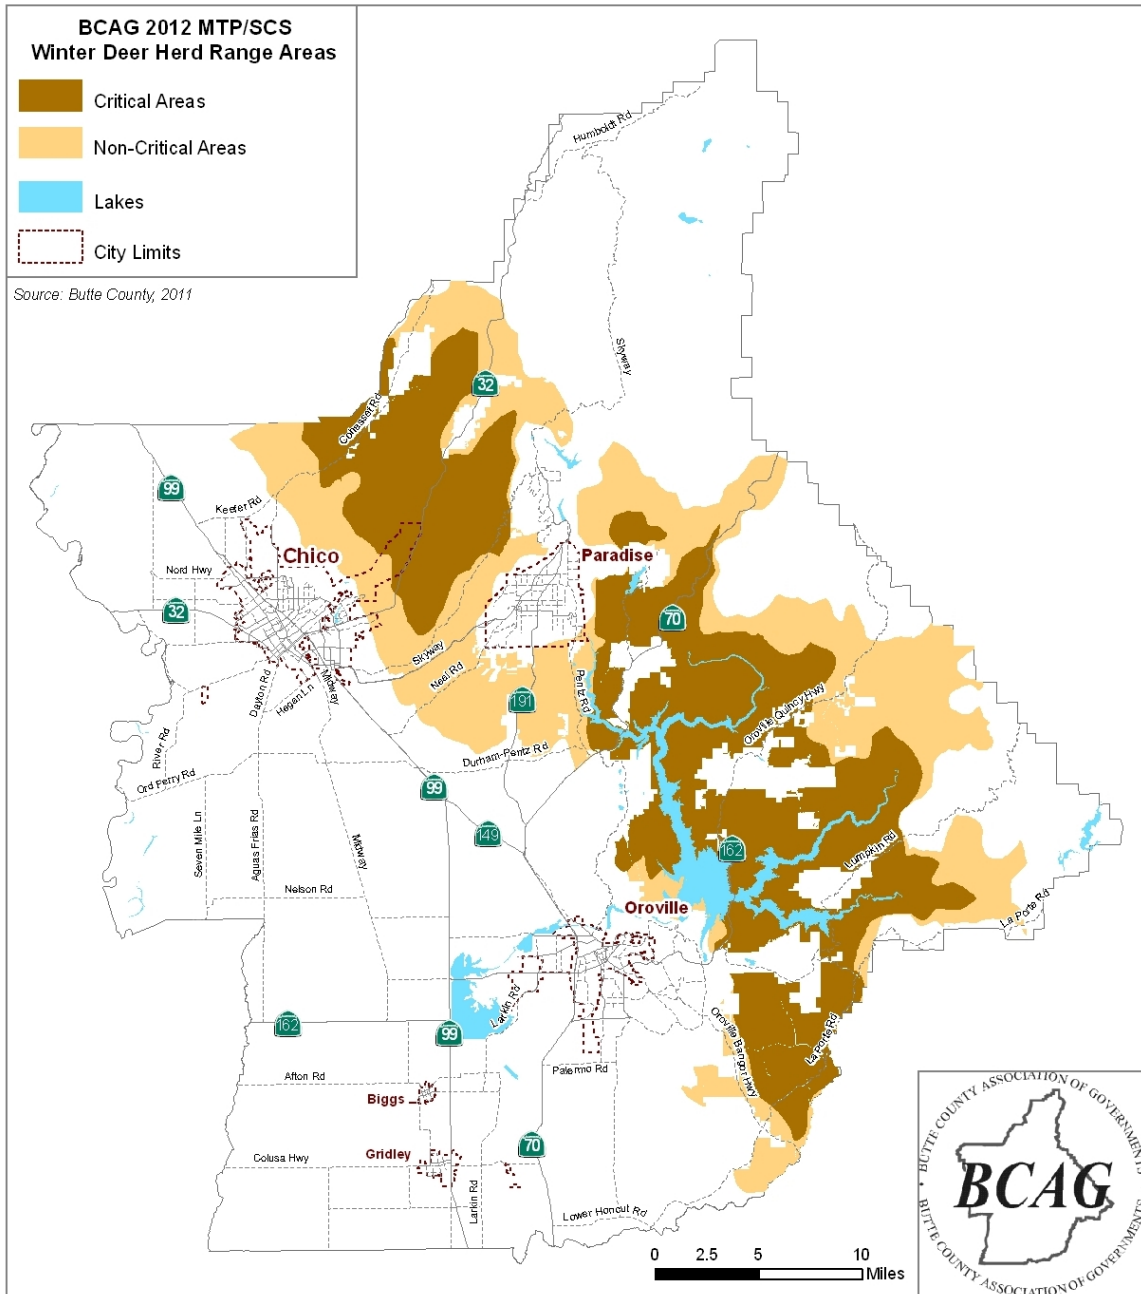 BCAG 2012 MTP/SCS
Winter Deer Herd Range Areas
Critical Areas
Non-Critical Areas
Lakes
City Limits
Source: Butte County, 2011
Humboldt Rd
Skyway
32
Cohasset Rd
99
Keefer Rd
Chico
Paradise
Nord Hwy
32
70
Skyway
Neal Rd
Midway
Dayton Rd
Hegan Ln
Pentz Rd
191
Oroville Quincy Hwy
River Rd
Durham-Pentz Rd
Ord Ferry Rd
99
149
162
Seven Mile Ln
Aguas Frias Rd
Midway
Lumpkin Rd
Nelson Rd
Oroville
La Porte Rd
Larkin Rd
162
99
Oroville Bangor Hwy
La Porte Rd
Afton Rd
Palermo Rd
Biggs
70
Colusa Hwy
Gridley
Larkin Rd
Lower Honcut Rd
0 2.5 5 10
Miles
BUTTE COUNTY ASSOCIATION OF GOVERNMENTS
BCAG
BUTTE COUNTY ASSOCIATION OF GOVERNMENTS